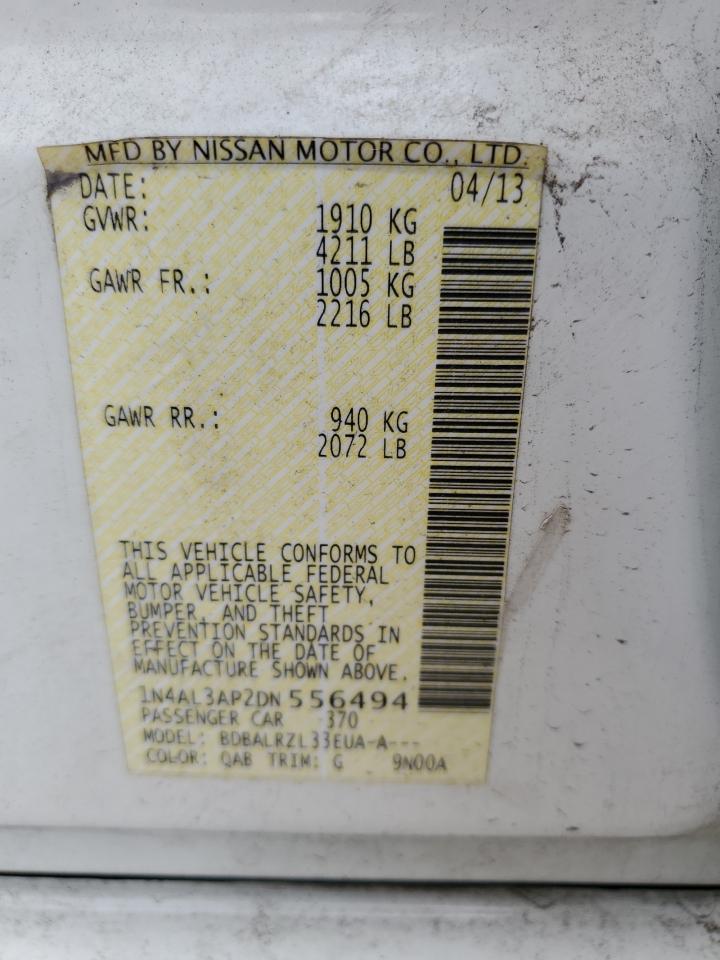 MFD BY NISSAN MOTOR CO., LTD.
DATE: 04/13
GVWR: 1910 KG
4211 LB
GAWR FR.: 1005 KG
2216 LB
GAWR RR.: 940 KG
2072 LB
THIS VEHICLE CONFORMS TO
ALL APPLICABLE FEDERAL
MOTOR VEHICLE SAFETY,
BUMPER, AND THEFT
PREVENTION STANDARDS IN
EFFECT ON THE DATE OF
MANUFACTURE SHOWN ABOVE.
1N4AL3AP2DN556494
PASSENGER CAR 370
MODEL: BDBALRZL33EUA-A---
COLOR: QAB TRIM: G 9N00A